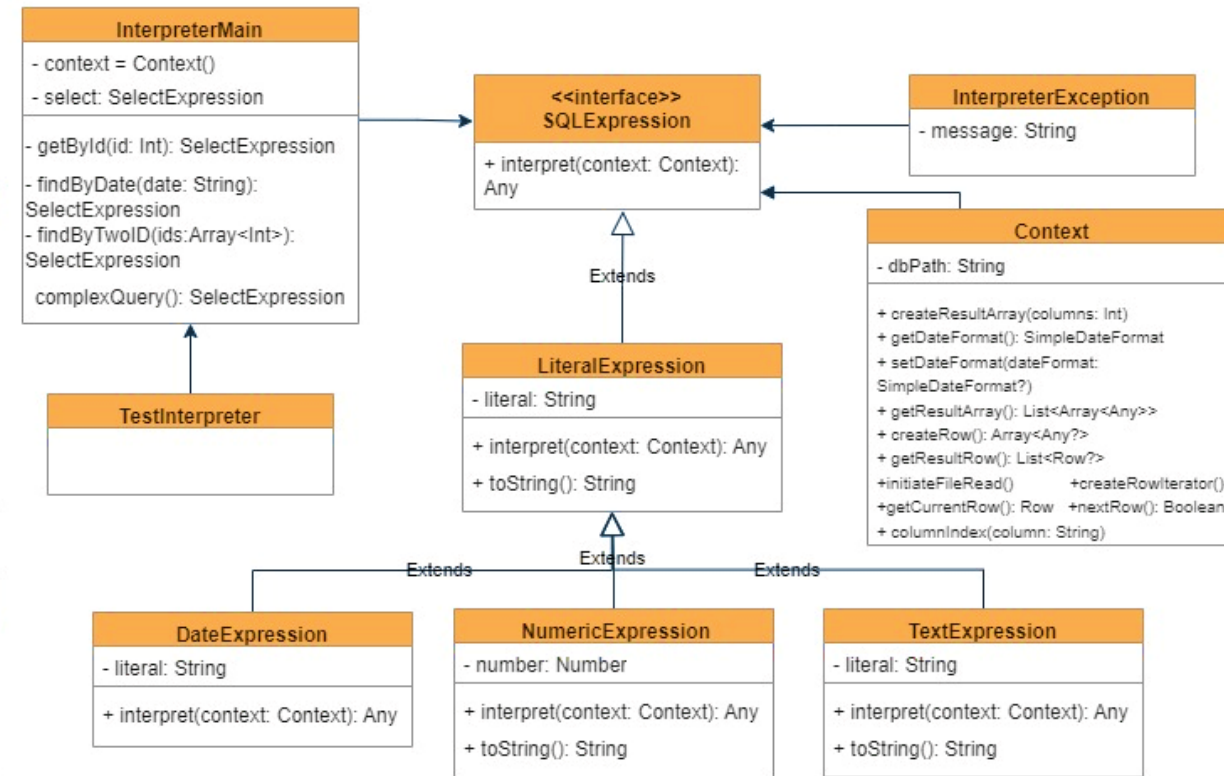 InterpreterMain
- context = Context()
- select: SelectExpression
- getById(id: Int): SelectExpression
- findByDate(date: String):
SelectExpression
- findByTwoID(ids:Array<Int>):
SelectExpression
complexQuery(): SelectExpression
<<interface>>
SQLExpression
+ interpret(context: Context):
Any
InterpreterException
- message: String
Context
- dbPath: String
+ createResultArray(columns: Int)
+ getDateFormat(): SimpleDateFormat
+ setDateFormat(dateFormat:
SimpleDateFormat?)
+ getResultArray(): List<Array<Any>>
+ createRow(): Array<Any?>
+ getResultRow(): List<Row?>
+initiateFileRead() +createRowIterator()
+getCurrentRow(): Row +nextRow(): Boolean
+ columnIndex(column: String)
Extends
TestInterpreter
LiteralExpression
- literal: String
+ interpret(context: Context): Any
+ toString(): String
Extends
Extends
Extends
DateExpression
- literal: String
+ interpret(context: Context): Any
NumericExpression
- number: Number
+ interpret(context: Context): Any
+ toString(): String
TextExpression
- literal: String
+ interpret(context: Context): Any
+ toString(): String